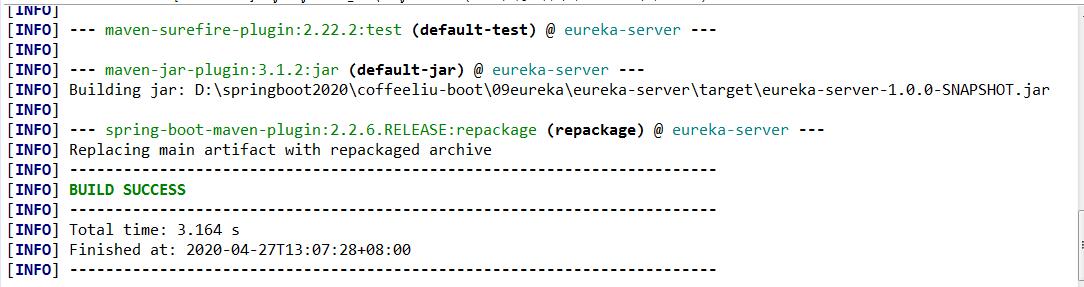 [INFO]
[INFO] --- maven-surefire-plugin:2.22.2:test (default-test) @ eureka-server ---
[INFO]
[INFO] --- maven-jar-plugin:3.1.2:jar (default-jar) @ eureka-server ---
[INFO] Building jar: D:\springboot2020\coffeeliu-boot\09eureka\eureka-server\target\eureka-server-1.0.0-SNAPSHOT.jar
[INFO]
[INFO] --- spring-boot-maven-plugin:2.2.6.RELEASE:repackage (repackage) @ eureka-server ---
[INFO] Replacing main artifact with repackaged archive
[INFO] ------------------------------------------------------------------------
[INFO] BUILD SUCCESS
[INFO] ------------------------------------------------------------------------
[INFO] Total time: 3.164 s
[INFO] Finished at: 2020-04-27T13:07:28+08:00
[INFO] ------------------------------------------------------------------------